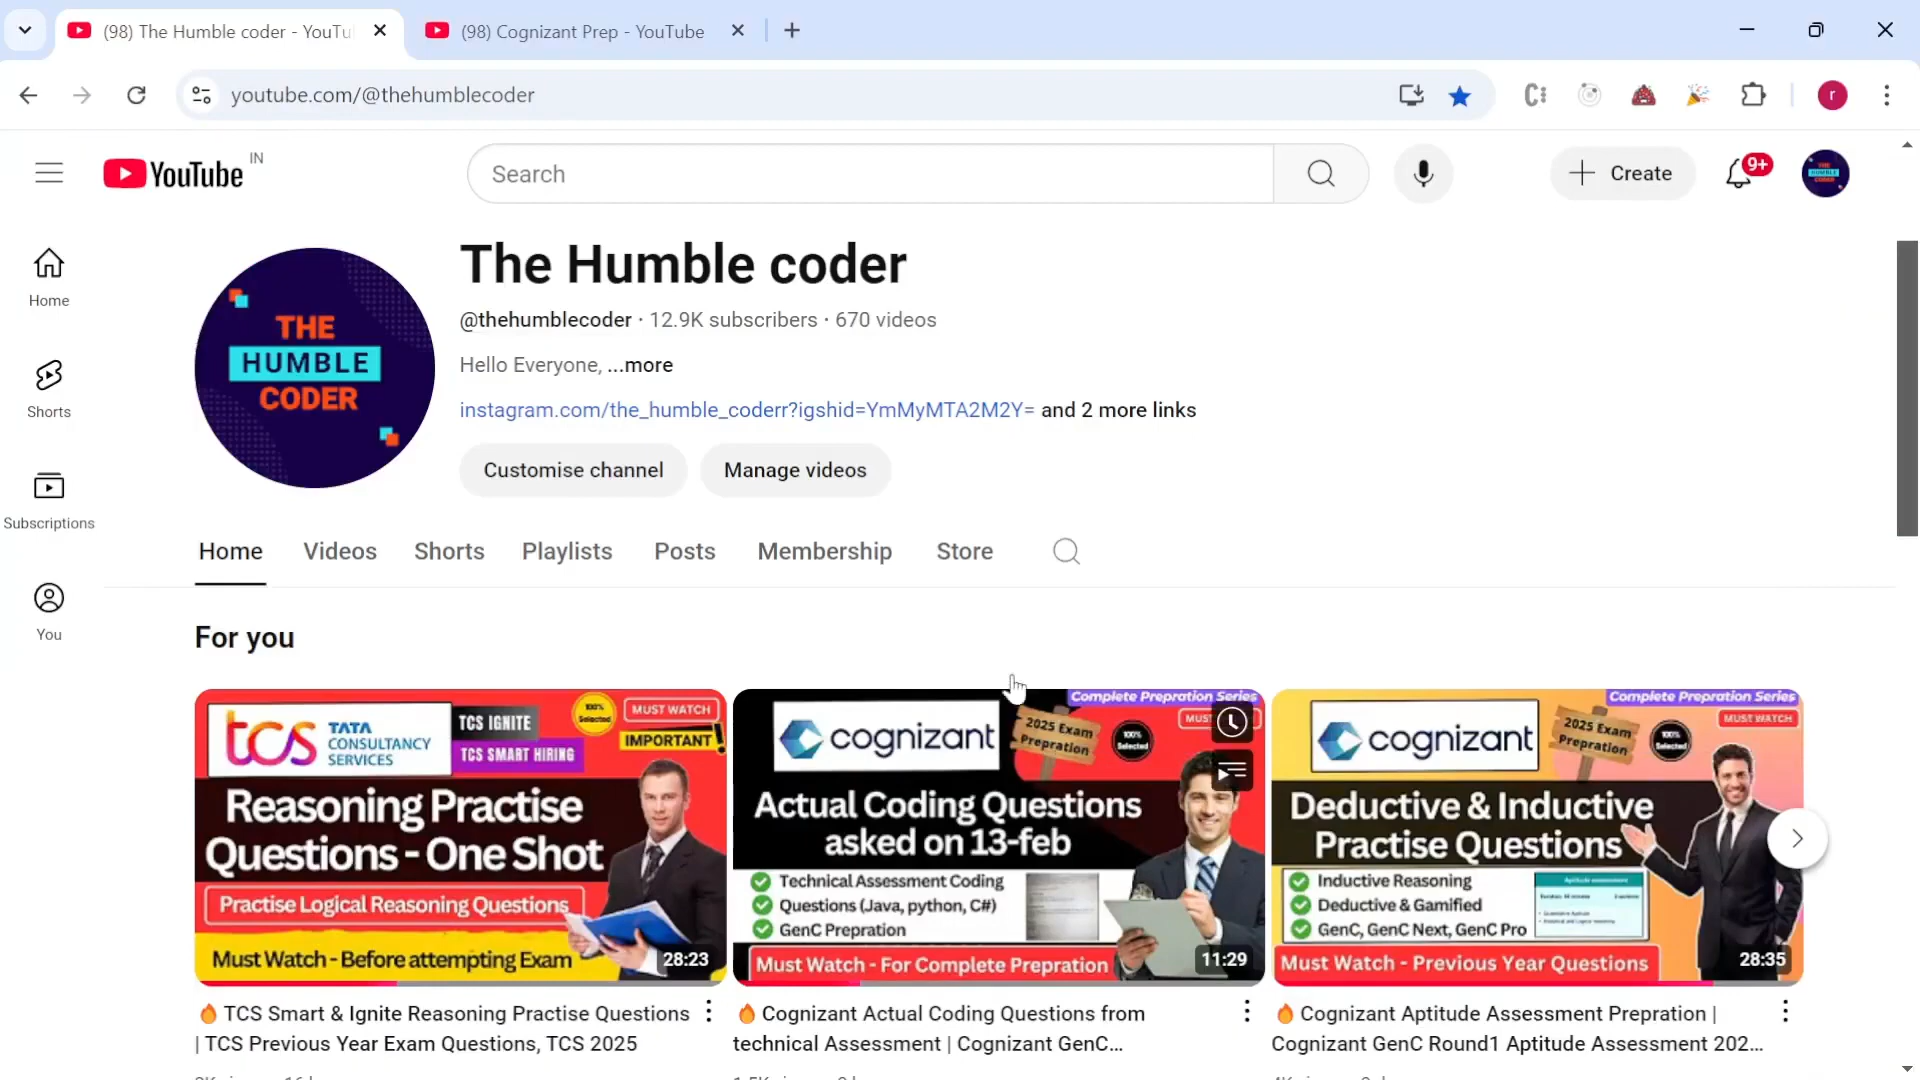 (98) The Humble coder - YouTu
(98) Cognizant Prep - YouTube
youtube.com/@thehumblecoder
r
YouTube IN
Search
Create
9+
Home
Shorts
Subscriptions
You
THE
HUMBLE
CODER
The Humble coder
@thehumblecoder · 12.9K subscribers · 670 videos
Hello Everyone, ...more
instagram.com/the_humble_coderr?igshid=YmMyMTA2M2Y= and 2 more links
Customise channel
Manage videos
Home Videos Shorts Playlists Posts Membership Store
For you
tcs TATA
CONSULTANCY
SERVICES
TCS IGNITE
TCS SMART HIRING
100%
Selected
MUST WATCH
IMPORTANT!
Reasoning Practise
Questions - One Shot
Practise Logical Reasoning Questions
Must Watch - Before attempting Exam
28:23
🔥 TCS Smart & Ignite Reasoning Practise Questions
| TCS Previous Year Exam Questions, TCS 2025
Complete Prepration Series
cognizant
2025 Exam
Prepration
100%
Selected
MUS
Actual Coding Questions
asked on 13-feb
Technical Assessment Coding
Questions (Java, python, C#)
GenC Prepration
Must Watch - For Complete Prepration
11:29
🔥 Cognizant Actual Coding Questions from
technical Assessment | Cognizant GenC...
Complete Prepration Series
cognizant
2025 Exam
Prepration
100%
Selected
MUST WATCH
Deductive & Inductive
Practise Questions
Inductive Reasoning
Deductive & Gamified
GenC, GenC Next, GenC Pro
Aptitude assessment
Must Watch - Previous Year Questions
28:35
🔥 Cognizant Aptitude Assessment Prepration |
Cognizant GenC Round1 Aptitude Assessment 202...